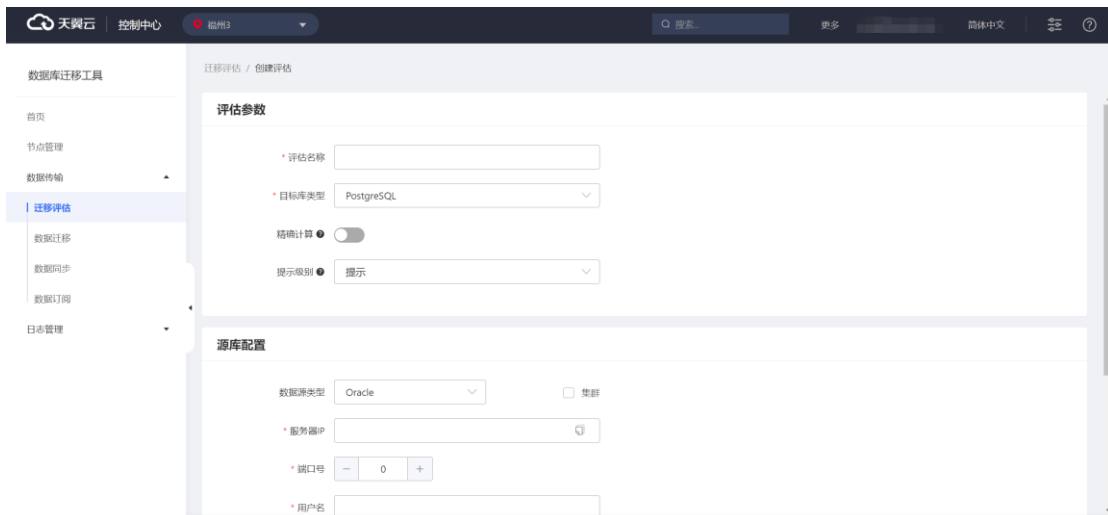 天翼云 控制中心 福州3 搜索... 更多 简体中文
数据库迁移工具
首页
节点管理
数据传输
迁移评估
数据迁移
数据同步
数据订阅
日志管理
迁移评估 / 创建评估
评估参数
* 评估名称
* 目标库类型 PostgreSQL
精确计算
提示级别 提示
源库配置
数据源类型 Oracle 集群
* 服务器IP
* 端口号 − 0 +
* 用户名